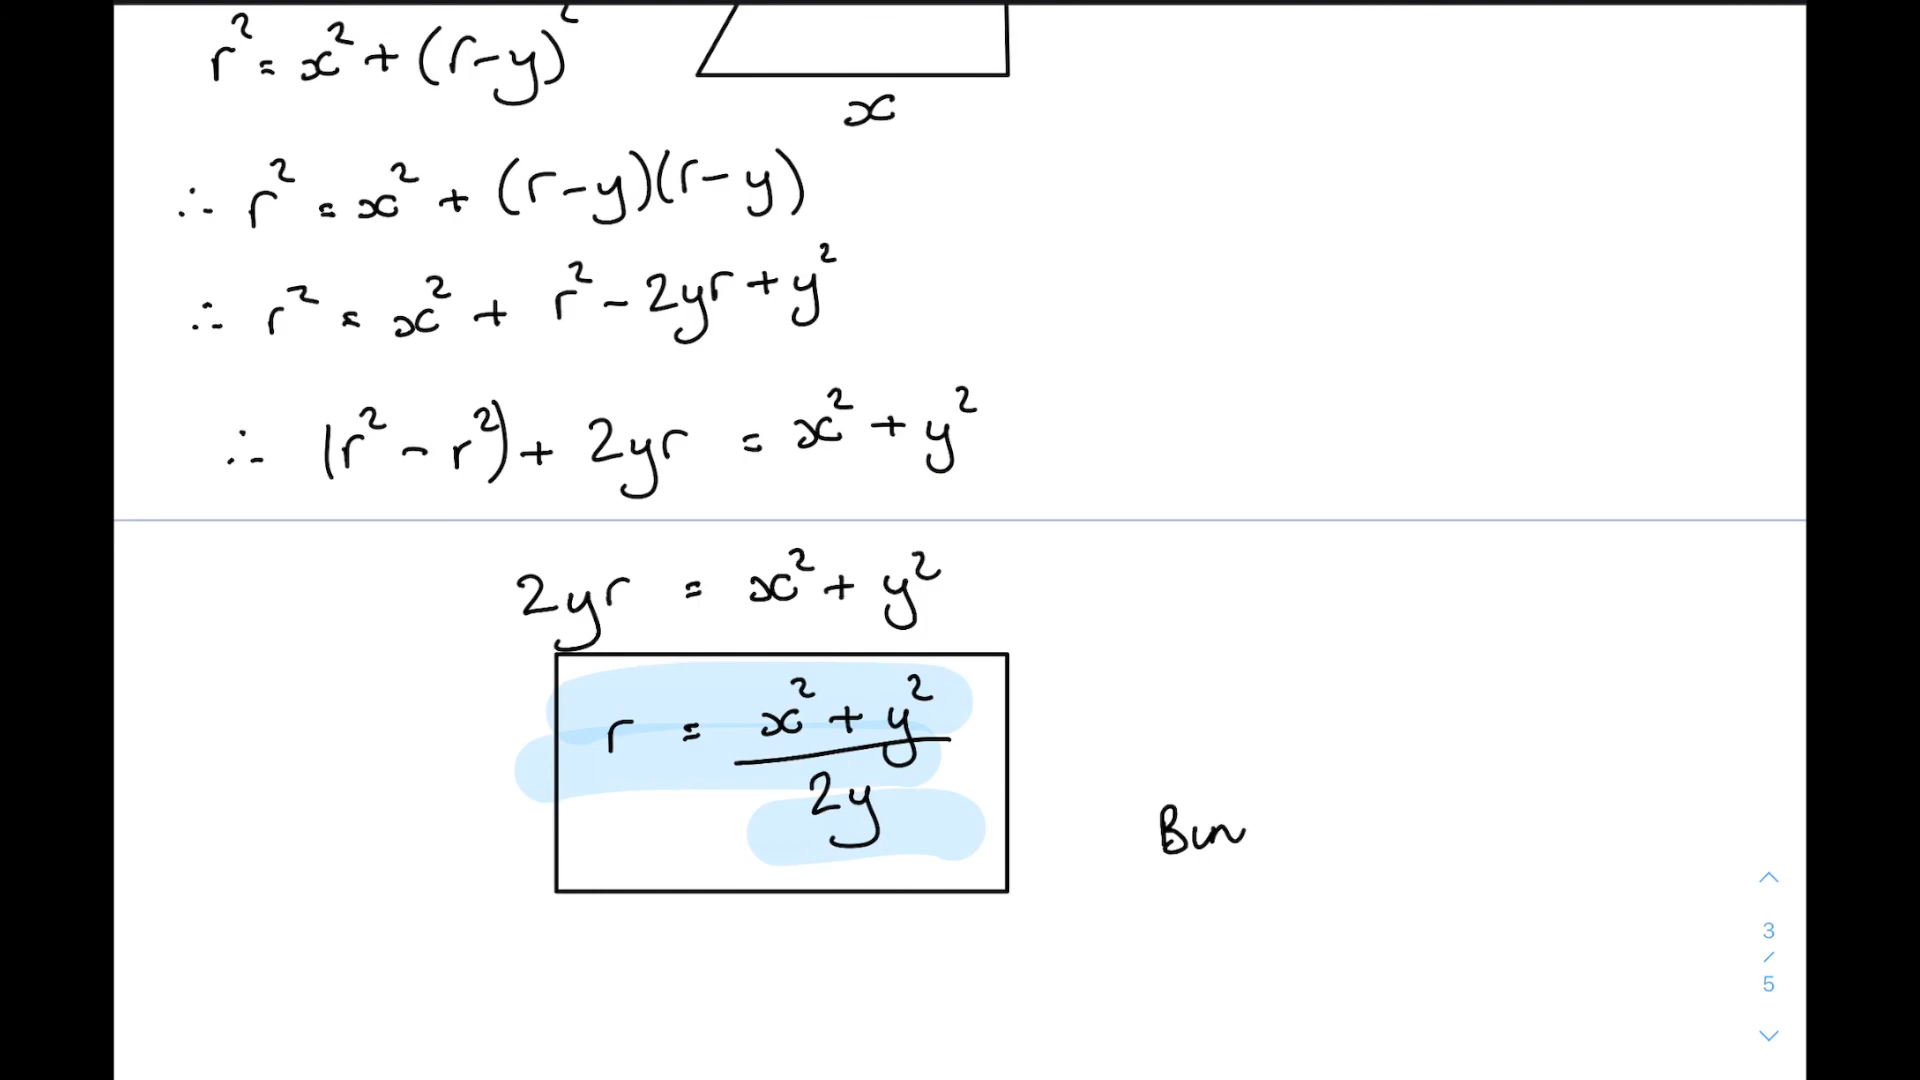 r² = x² + (r-y)²
x
∴ r² = x² + (r-y)(r-y)
∴ r² = x² + r² - 2yr + y²
∴ (r² - r²) + 2yr = x² + y²
2yr = x² + y²
r = x² + y² / 2y
Bun
3 / 5